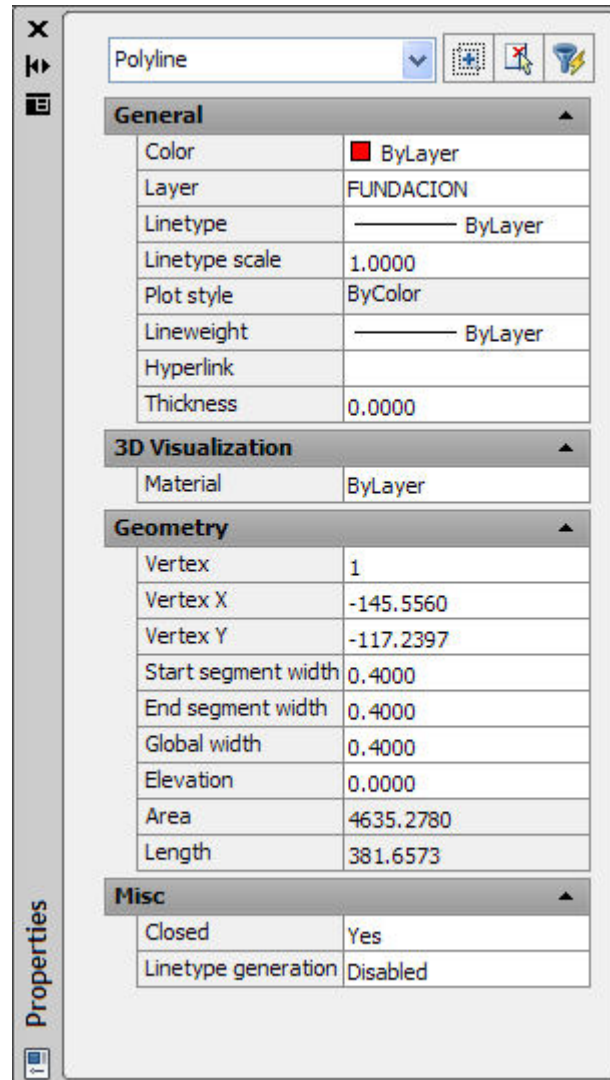 Polyline
General
Color ByLayer
Layer FUNDACION
Linetype ByLayer
Linetype scale 1.0000
Plot style ByColor
Lineweight ByLayer
Hyperlink
Thickness 0.0000
3D Visualization
Material ByLayer
Geometry
Vertex 1
Vertex X -145.5560
Vertex Y -117.2397
Start segment width 0.4000
End segment width 0.4000
Global width 0.4000
Elevation 0.0000
Area 4635.2780
Length 381.6573
Misc
Closed Yes
Linetype generation Disabled
Properties